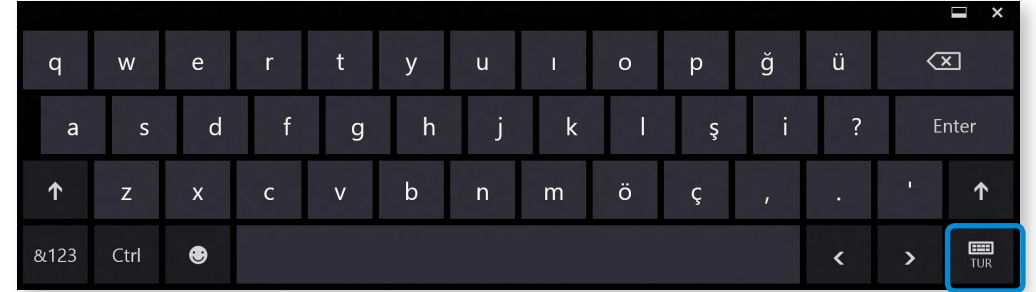 q w e r t y u ı o p ğ ü
a s d f g h j k l ş i ? Enter
z x c v b n m ö ç , . '
&123 Ctrl < >
TUR